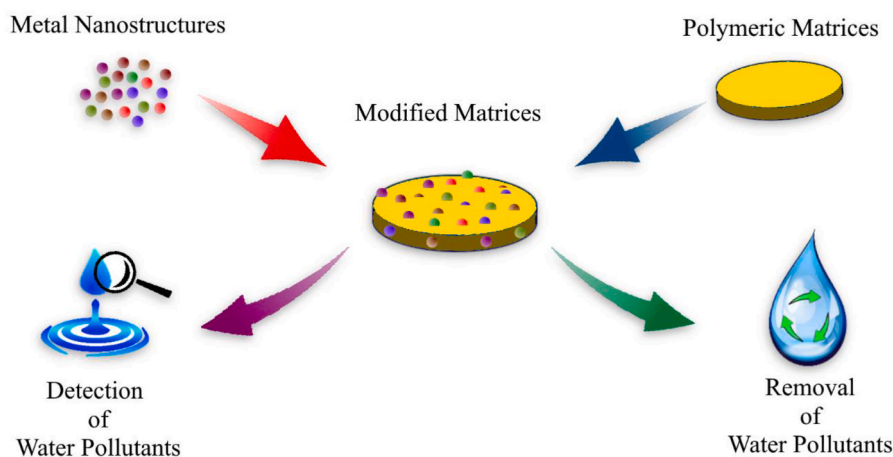 Metal Nanostructures
Polymeric Matrices
Modified Matrices
Detection
of
Water Pollutants
Removal
of
Water Pollutants